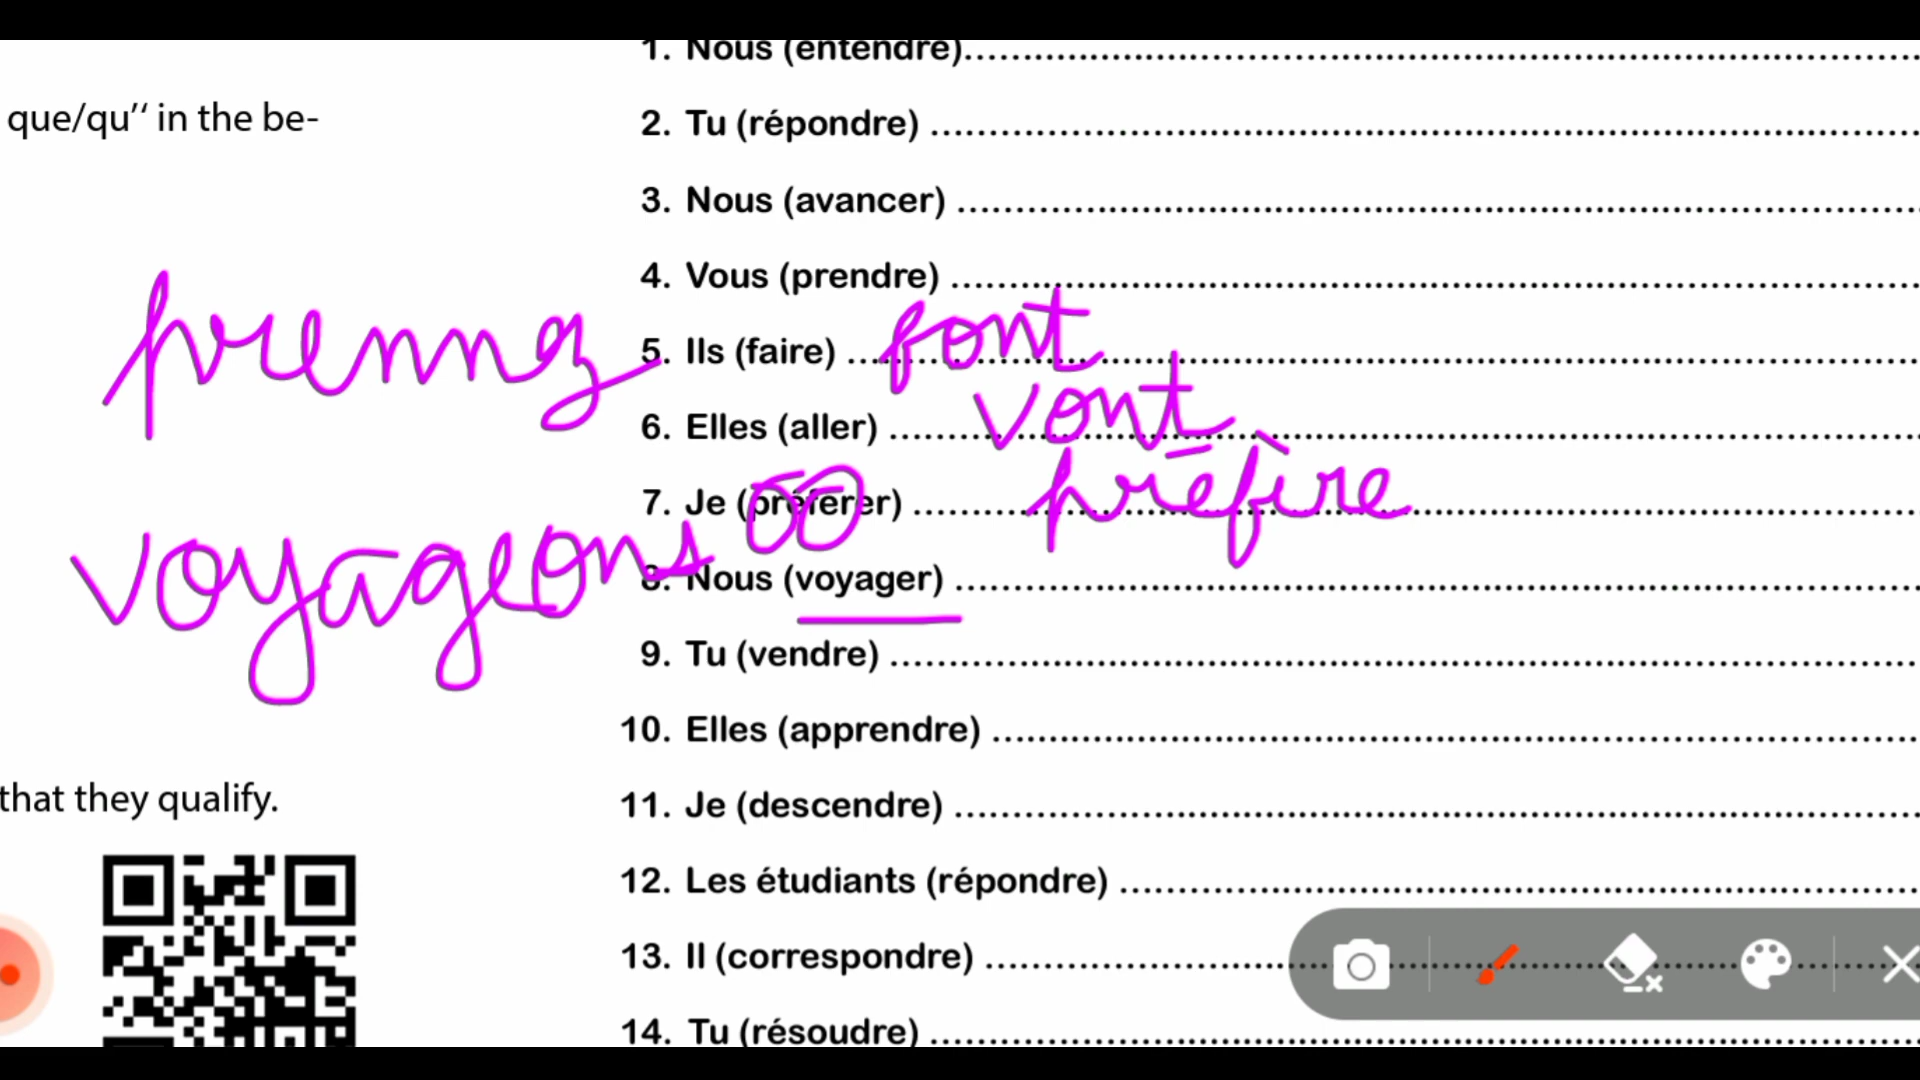 1. Nous (entendre)
que/qu'' in the be-
2. Tu (répondre)
3. Nous (avancer)
4. Vous (prendre)
prennez
5. Ils (faire) font
6. Elles (aller) vont
7. Je (préférer) préfère
voyageons
8. Nous (voyager)
9. Tu (vendre)
10. Elles (apprendre)
that they qualify.
11. Je (descendre)
12. Les étudiants (répondre)
13. Il (correspondre)
14. Tu (résoudre)